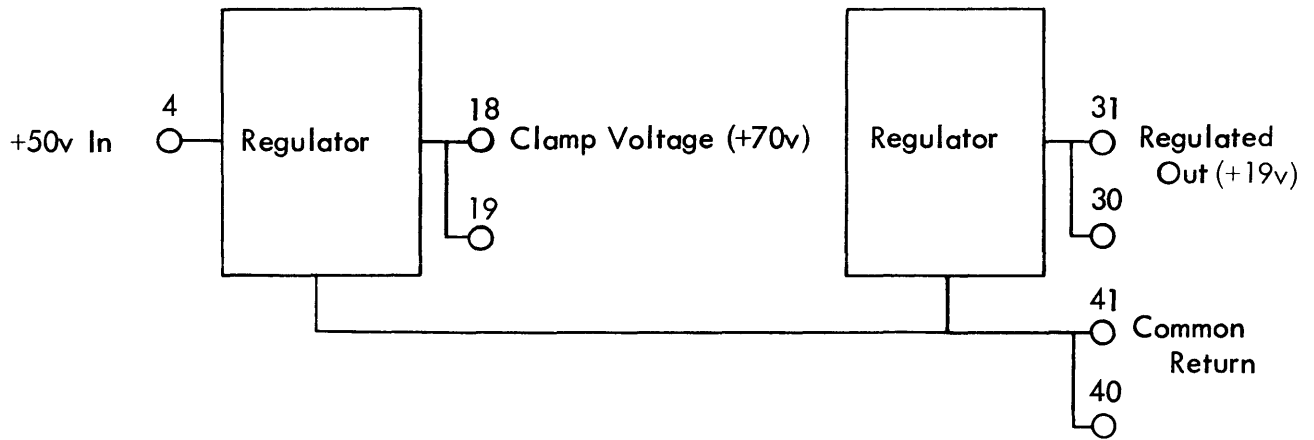 4
18
31
+50v In
Regulator
Clamp Voltage (+70v)
Regulator
Regulated
Out (+19v)
19
30
41
Common
Return
40